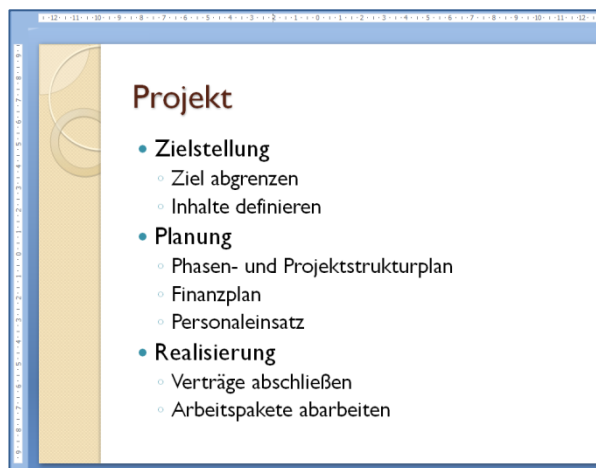 Projekt
• Zielstellung
◦ Ziel abgrenzen
◦ Inhalte definieren
• Planung
◦ Phasen- und Projektstrukturplan
◦ Finanzplan
◦ Personaleinsatz
• Realisierung
◦ Verträge abschließen
◦ Arbeitspakete abarbeiten